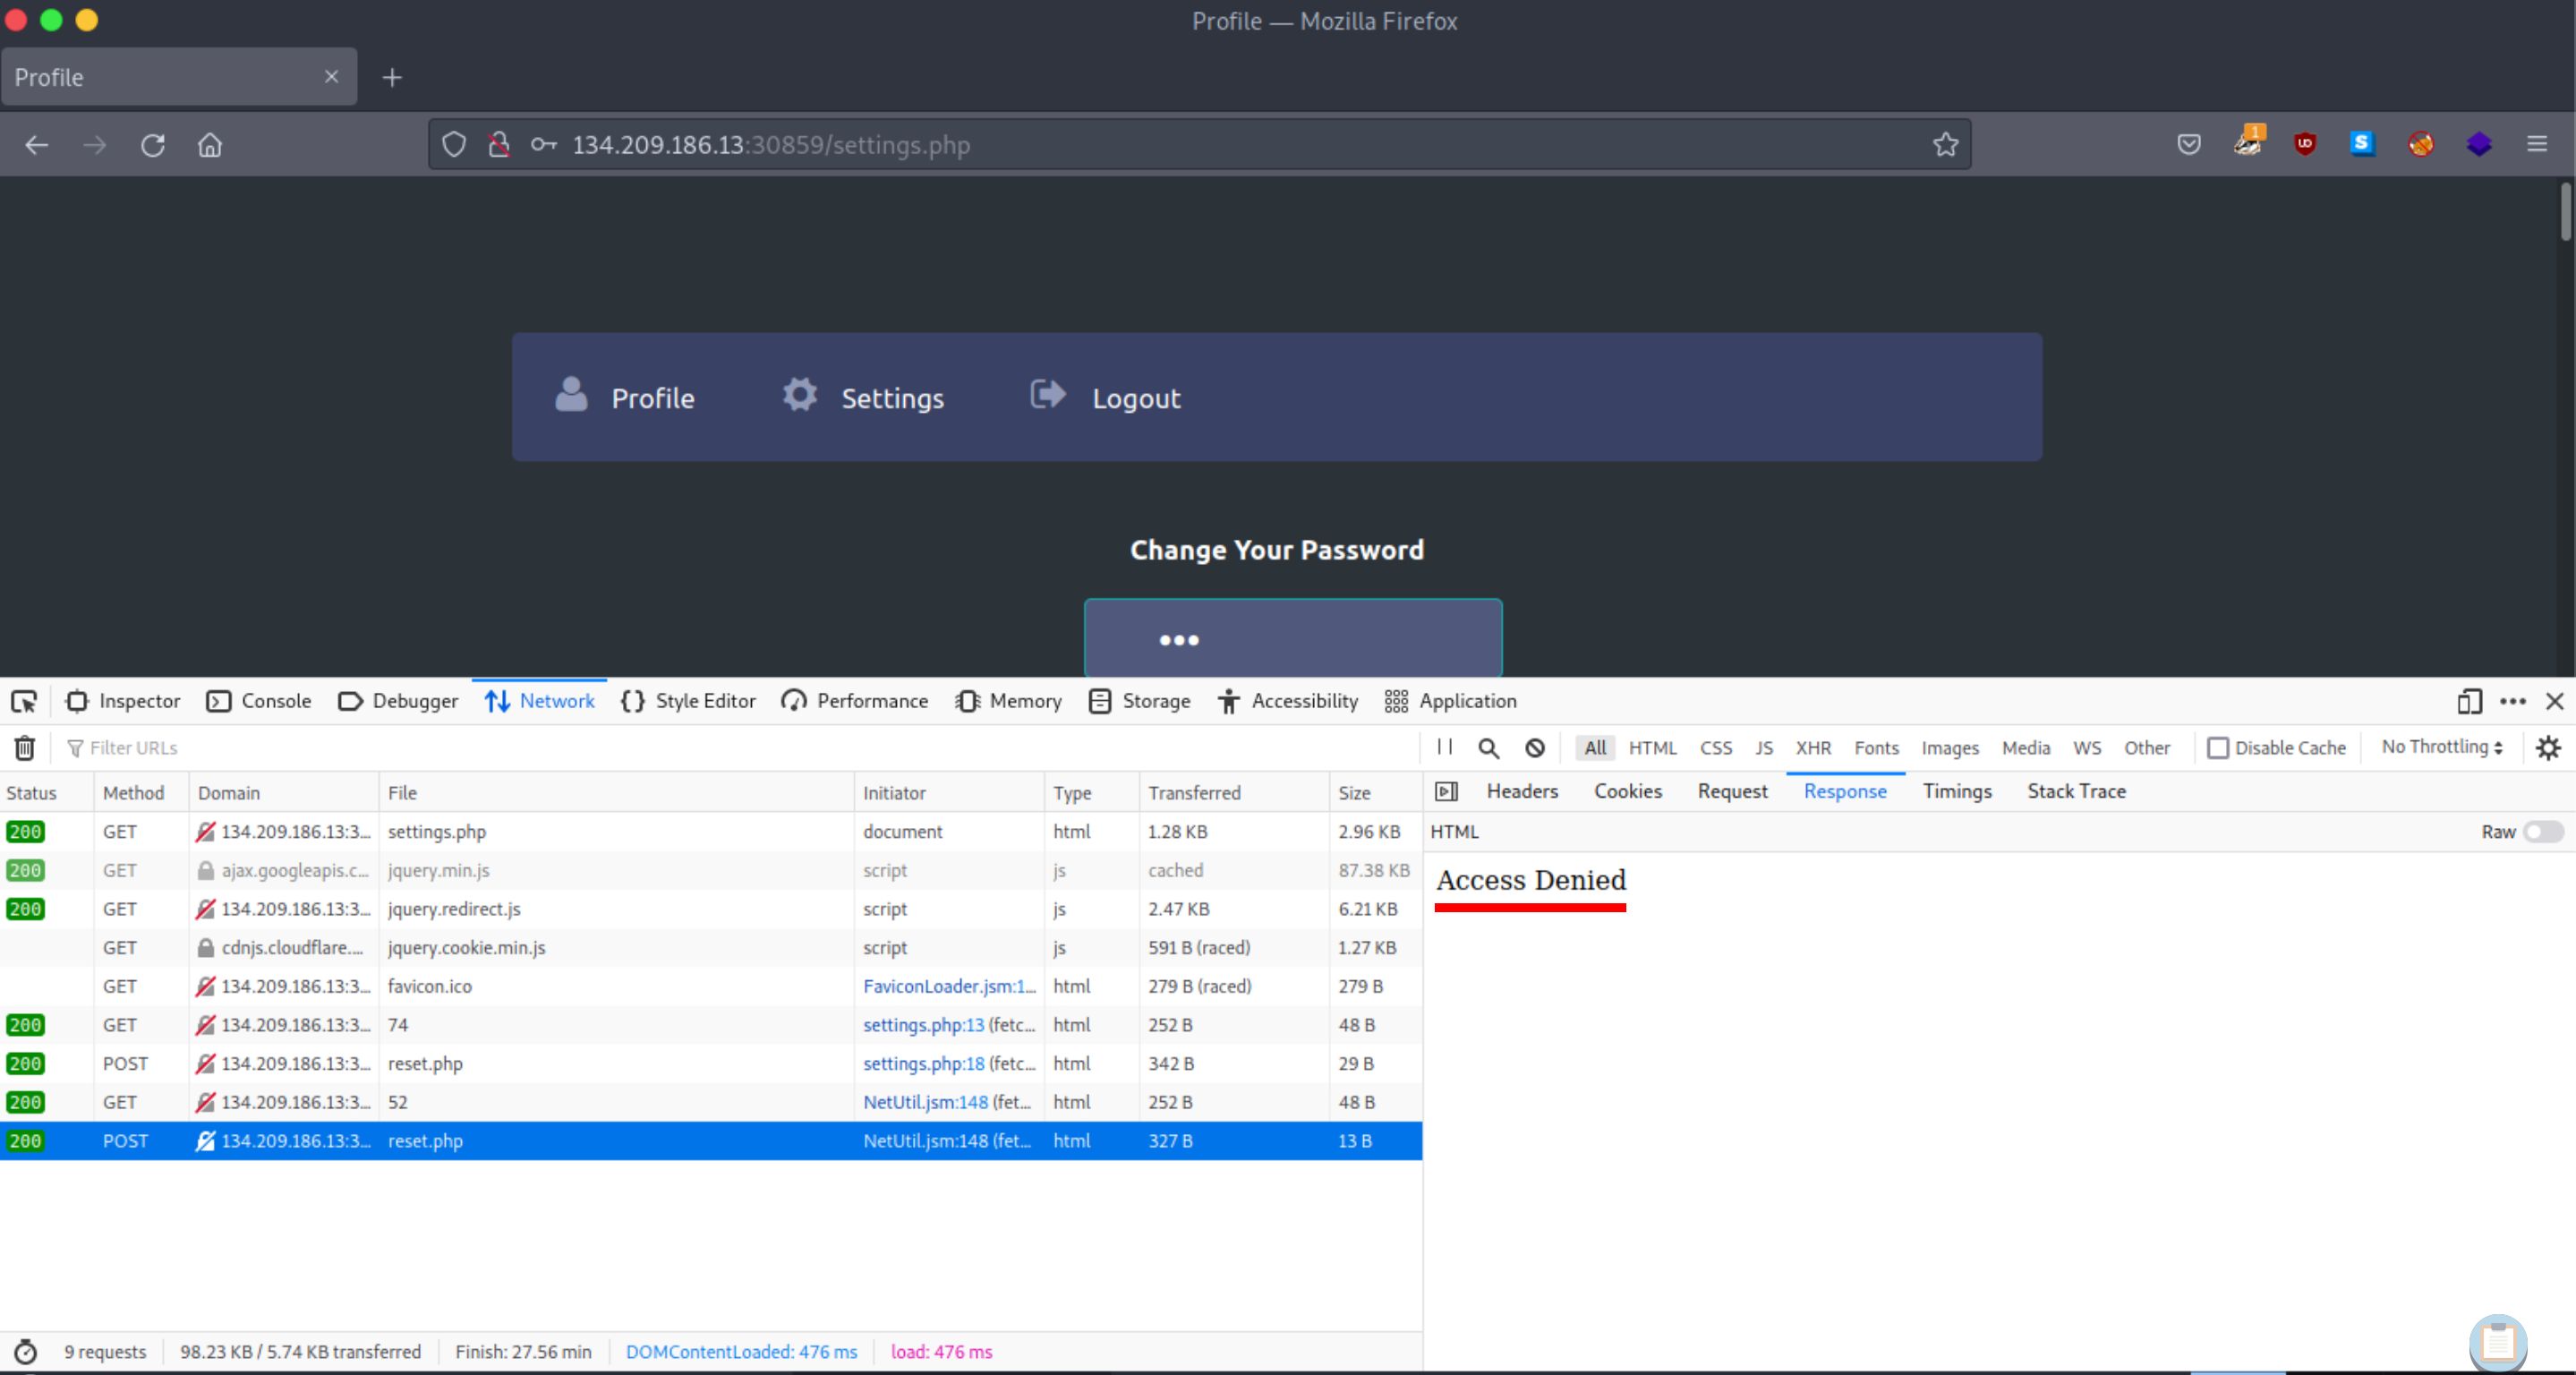 Profile — Mozilla Firefox
Profile
134.209.186.13:30859/settings.php
1
Profile Settings Logout
Change Your Password
•••
Inspector Console Debugger Network Style Editor Performance Memory Storage Accessibility Application
Filter URLs
All HTML CSS JS XHR Fonts Images Media WS Other Disable Cache No Throttling
Status Method Domain File Initiator Type Transferred Size
Headers Cookies Request Response Timings Stack Trace
200 GET 134.209.186.13:3... settings.php document html 1.28 KB 2.96 KB
HTML Raw
200 GET ajax.googleapis.c... jquery.min.js script js cached 87.38 KB
Access Denied
200 GET 134.209.186.13:3... jquery.redirect.js script js 2.47 KB 6.21 KB
GET cdnjs.cloudflare.... jquery.cookie.min.js script js 591 B (raced) 1.27 KB
GET 134.209.186.13:3... favicon.ico FaviconLoader.jsm:1... html 279 B (raced) 279 B
200 GET 134.209.186.13:3... 74 settings.php:13 (fetc... html 252 B 48 B
200 POST 134.209.186.13:3... reset.php settings.php:18 (fetc... html 342 B 29 B
200 GET 134.209.186.13:3... 52 NetUtil.jsm:148 (fet... html 252 B 48 B
200 POST 134.209.186.13:3... reset.php NetUtil.jsm:148 (fet... html 327 B 13 B
9 requests 98.23 KB / 5.74 KB transferred Finish: 27.56 min DOMContentLoaded: 476 ms load: 476 ms